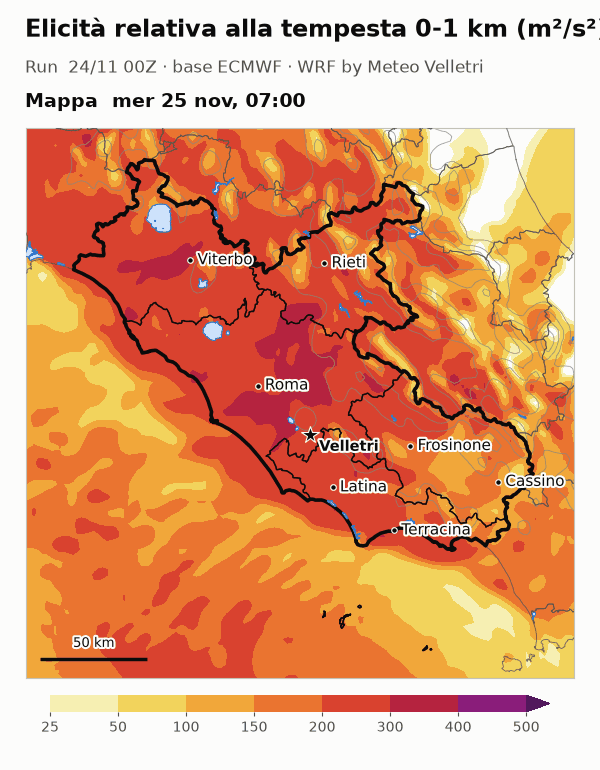 Elicità relativa alla tempesta 0-1 km (m²/s²)
Run  24/11 00Z · base ECMWF · WRF by Meteo Velletri
Mappa  mer 25 nov, 07:00
Viterbo
Rieti
Roma
Velletri
Frosinone
Cassino
Latina
Terracina
50 km
25 50 100 150 200 300 400 500